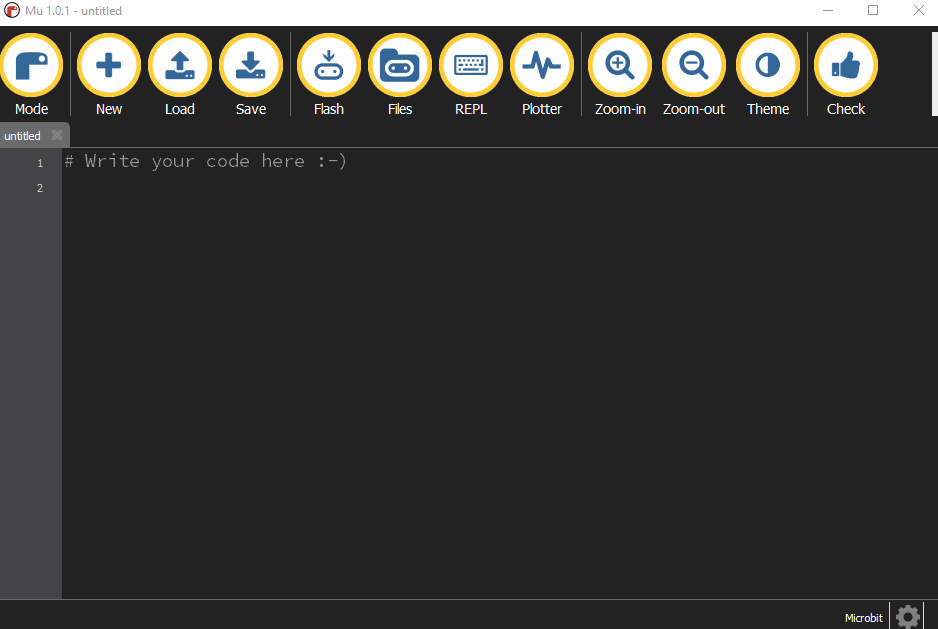 Mu 1.0.1 - untitled
Mode New Load Save Flash Files REPL Plotter Zoom-in Zoom-out Theme Check
untitled
1 # Write your code here :-)
2
Microbit